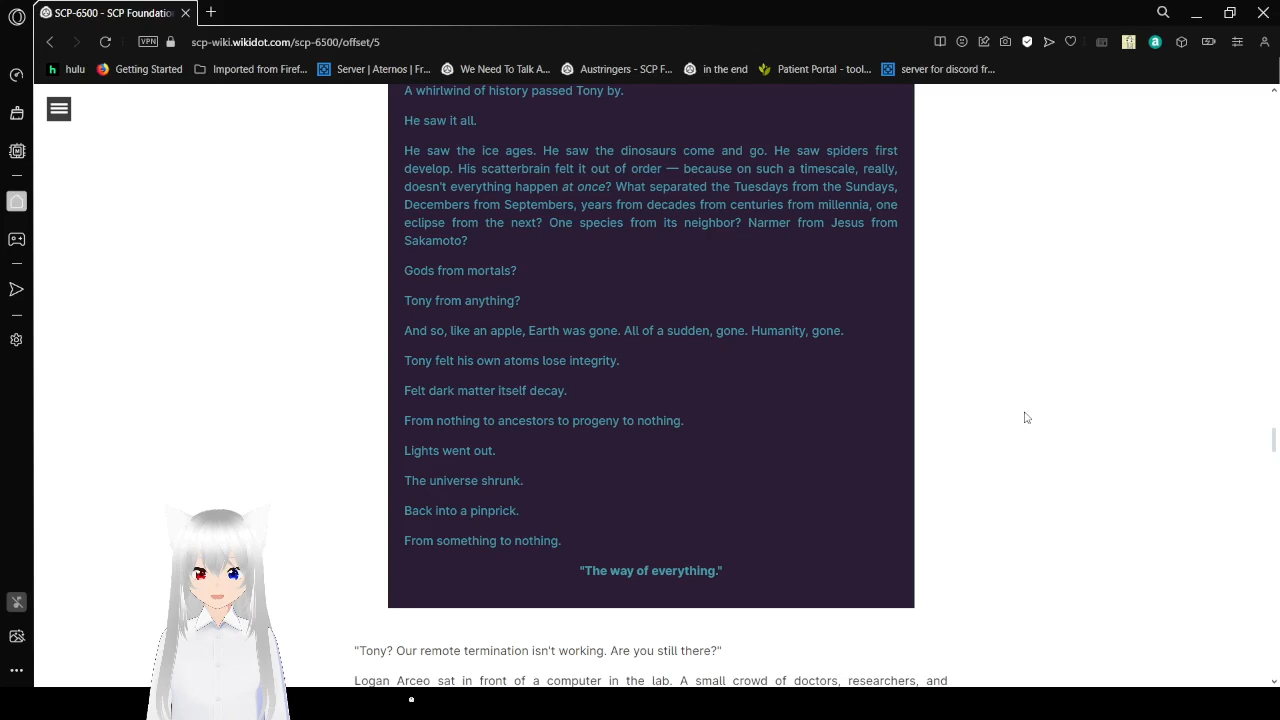 SCP-6500 - SCP Foundatio
VPN
scp-wiki.wikidot.com/scp-6500/offset/5
hulu
Getting Started
Imported from Firef...
Server | Aternos | Fr...
We Need To Talk A...
Austringers - SCP F...
in the end
Patient Portal - tool...
server for discord fr...
A whirlwind of history passed Tony by.
He saw it all.
He saw the ice ages. He saw the dinosaurs come and go. He saw spiders first
develop. His scatterbrain felt it out of order — because on such a timescale, really,
doesn't everything happen at once? What separated the Tuesdays from the Sundays,
Decembers from Septembers, years from decades from centuries from millennia, one
eclipse from the next? One species from its neighbor? Narmer from Jesus from
Sakamoto?
Gods from mortals?
Tony from anything?
And so, like an apple, Earth was gone. All of a sudden, gone. Humanity, gone.
Tony felt his own atoms lose integrity.
Felt dark matter itself decay.
From nothing to ancestors to progeny to nothing.
Lights went out.
The universe shrunk.
Back into a pinprick.
From something to nothing.
"The way of everything."
"Tony? Our remote termination isn't working. Are you still there?"
Logan Arceo sat in front of a computer in the lab. A small crowd of doctors, researchers, and